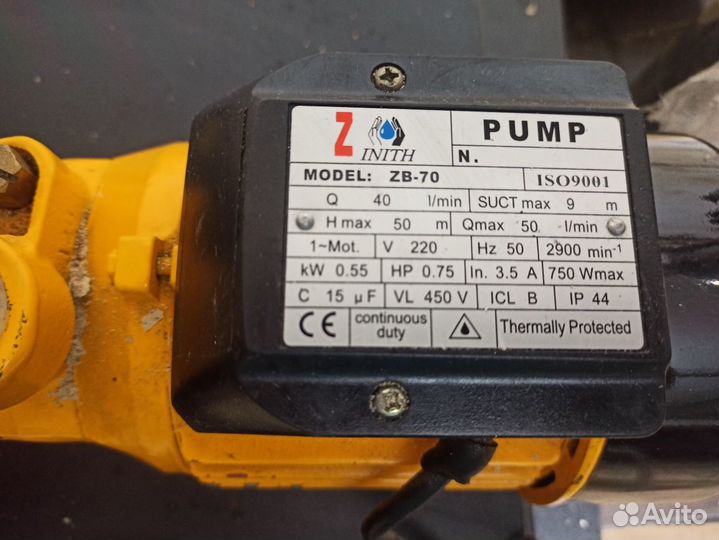 Z INITH
PUMP
N.
MODEL: ZB-70 ISO9001
Q 40 l/min SUCT max 9 m
H max 50 m Qmax 50 l/min
1~Mot. V 220 Hz 50 2900 min-1
kW 0.55 HP 0.75 In. 3.5 A 750 Wmax
C 15 µF VL 450 V ICL B IP 44
CE continuous duty Thermally Protected
Avito